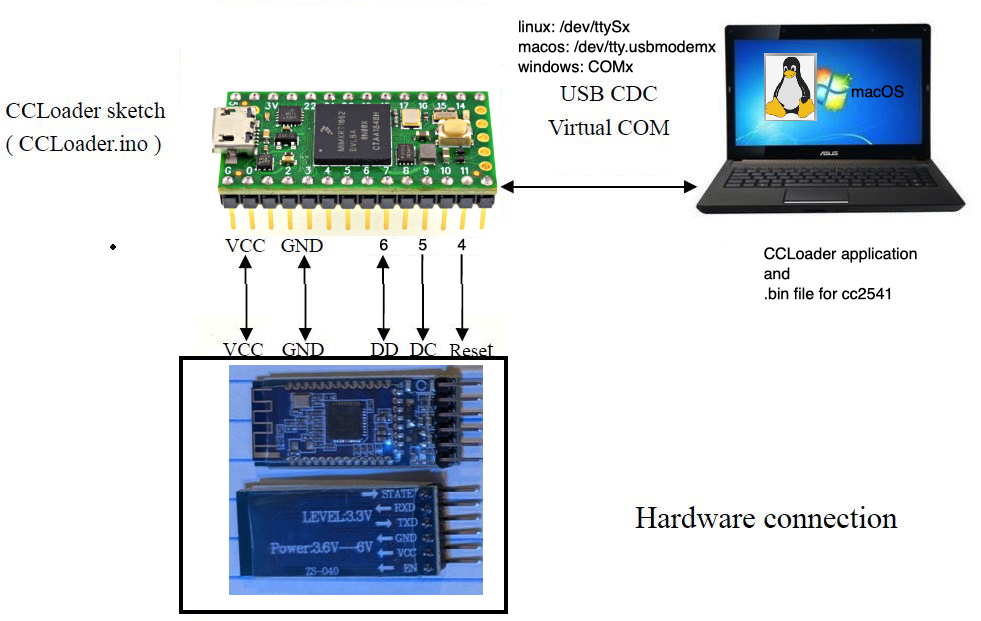 linux: /dev/ttySx
macos: /dev/tty.usbmodemx
windows: COMx
USB CDC
Virtual COM
CCLoader sketch
( CCLoader.ino )
macOS
ASUS
3V 22 17 16 15 14
G 0 2 3 4 5 6 7 8 9 10 11
VCC GND 6 5 4
VCC GND DD DC Reset
CCLoader application
and
.bin file for cc2541
STATE
RXD
LEVEL:3.3V
TXD
GND
Power:3.6V—6V
VCC
ZS-040
EN
Hardware connection